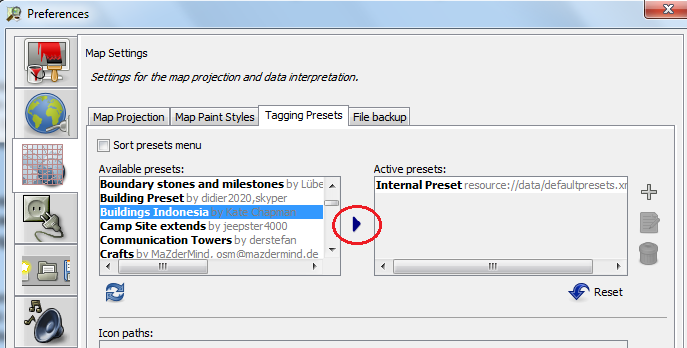 Preferences
Map Settings
Settings for the map projection and data interpretation.
Map Projection Map Paint Styles Tagging Presets File backup
Sort presets menu
Available presets:
Active presets:
Boundary stones and milestones by Lübe
Building Preset by didier2020,skyper
Buildings Indonesia by Kate Chapman
Camp Site extends by jeepster4000
Communication Towers by derstefan
Crafts by MaZderMind, osm@mazdermind.de
Internal Preset resource://data/defaultpresets.xm
Reset
Icon paths: